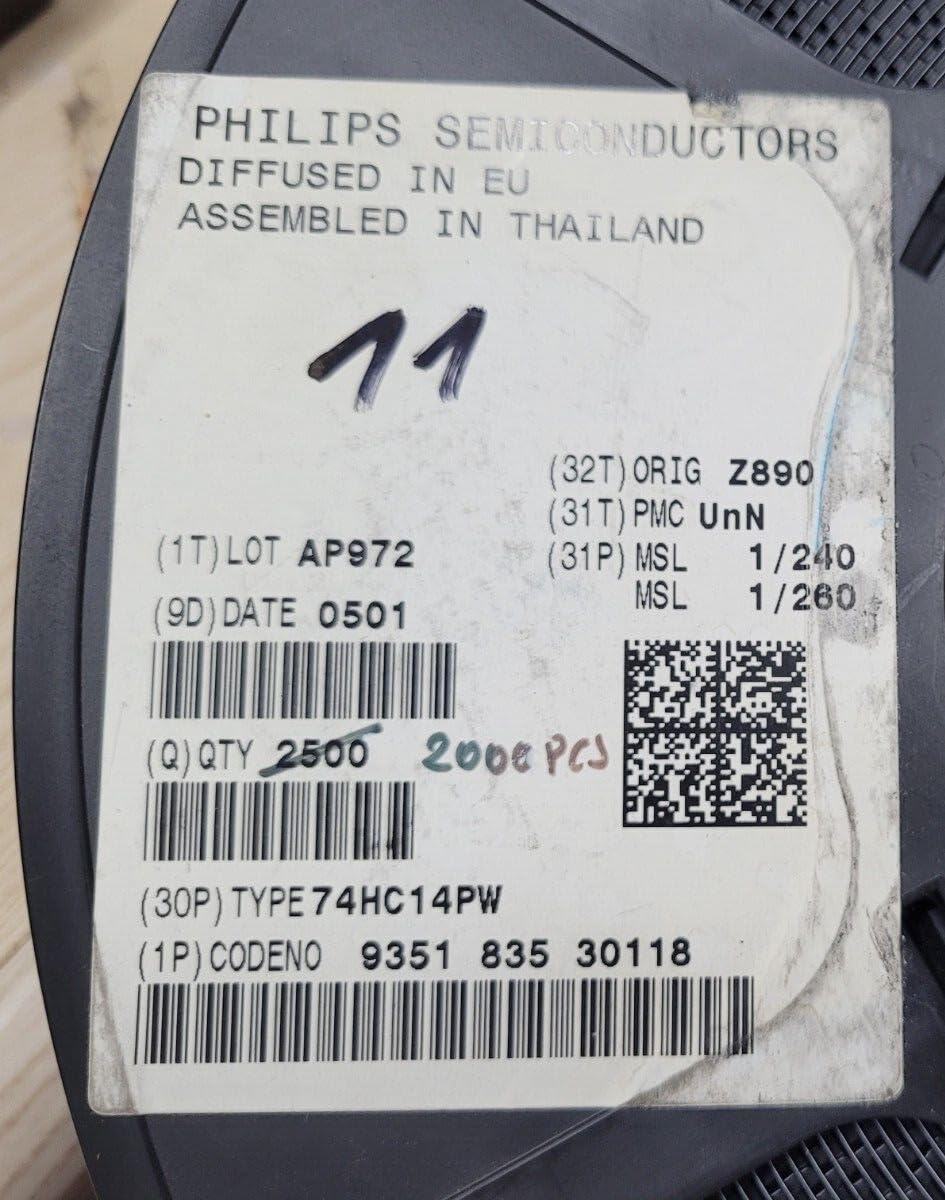 PHILIPS SEMICONDUCTORS
DIFFUSED IN EU
ASSEMBLED IN THAILAND
11
(32T) ORIG Z890
(31T) PMC UnN
(1T) LOT AP972
(31P) MSL 1/240
MSL 1/260
(9D) DATE 0501
(Q) QTY 2500 2000 PCS
(30P) TYPE 74HC14PW
(1P) CODENO 9351 835 30118